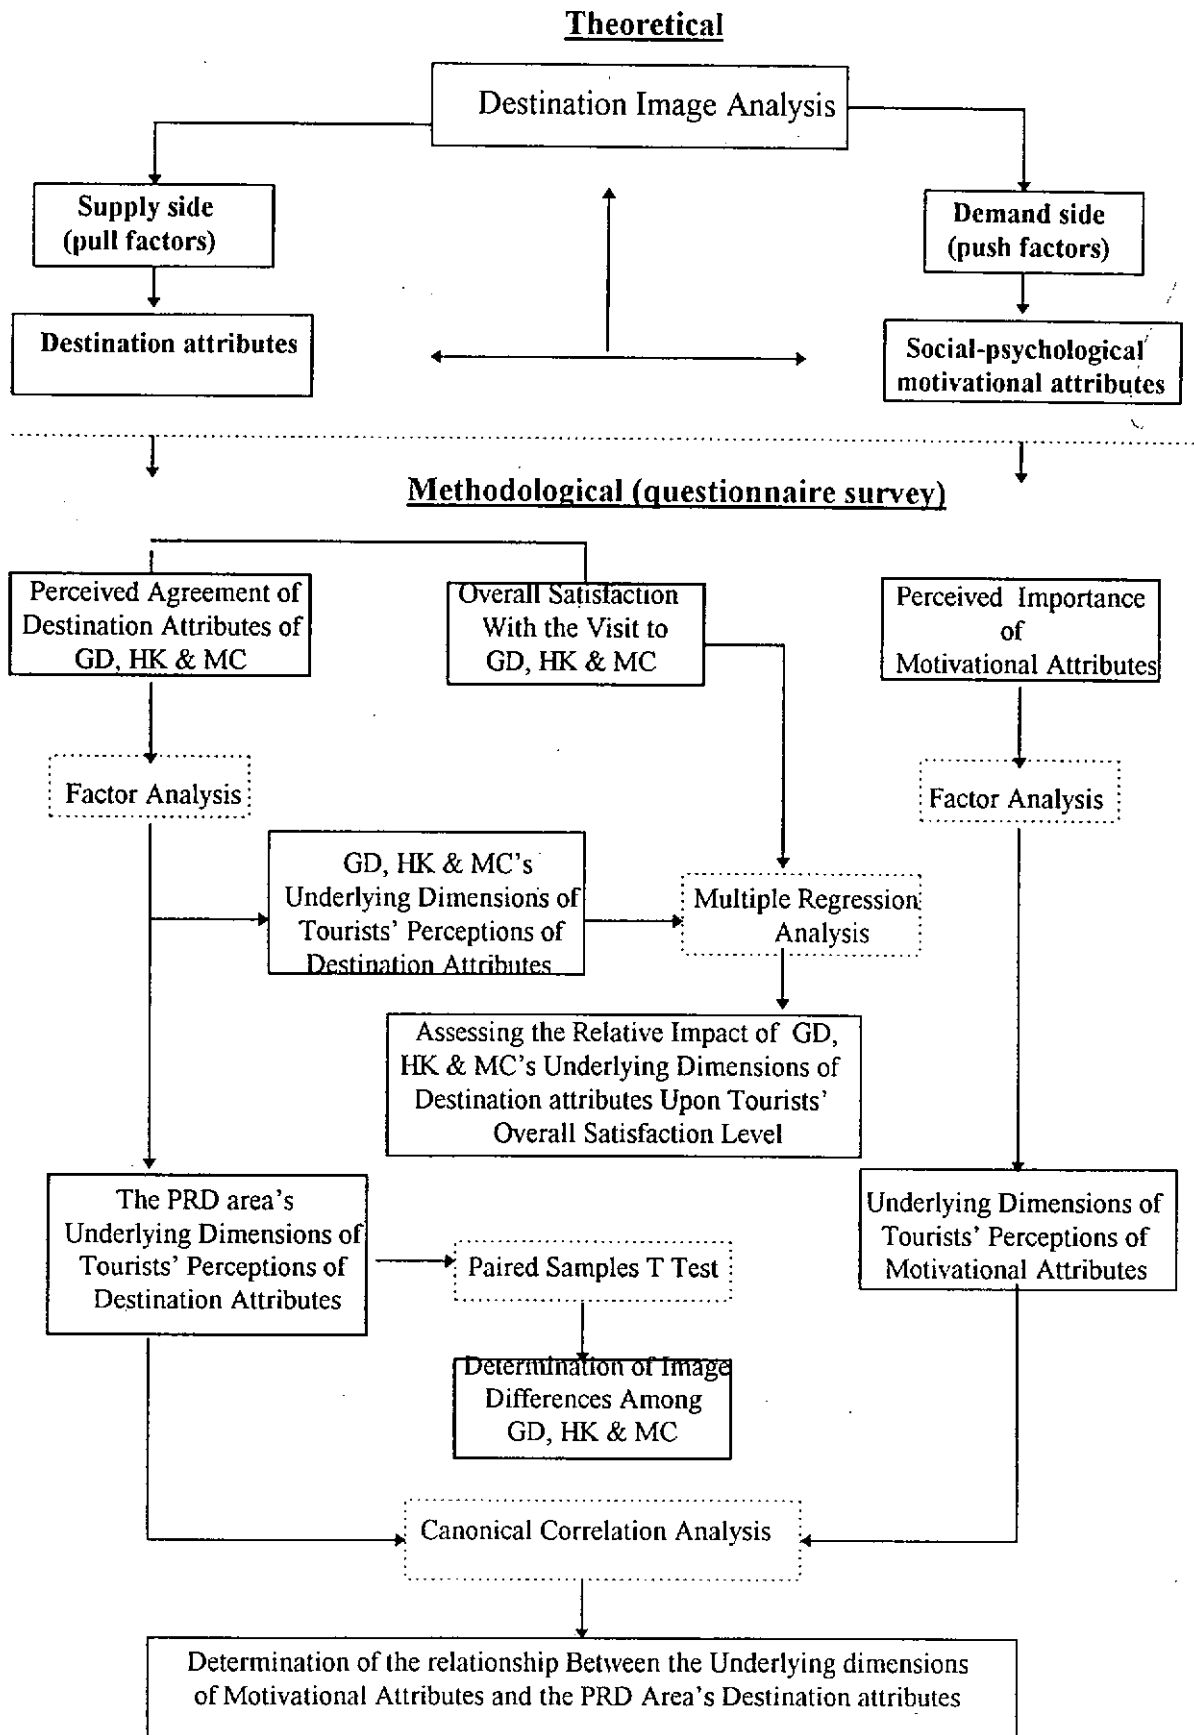 Theoretical
Destination Image Analysis
Supply side
(pull factors)
Demand side
(push factors)
Destination attributes
Social-psychological
motivational attributes
Methodological (questionnaire survey)
Perceived Agreement of
Destination Attributes of
GD, HK & MC
Overall Satisfaction
With the Visit to
GD, HK & MC
Perceived Importance
of
Motivational Attributes
Factor Analysis
Factor Analysis
GD, HK & MC's
Underlying Dimensions of
Tourists' Perceptions of
Destination Attributes
Multiple Regression
Analysis
Assessing the Relative Impact of GD,
HK & MC's Underlying Dimensions of
Destination attributes Upon Tourists'
Overall Satisfaction Level
The PRD area's
Underlying Dimensions of
Tourists' Perceptions of
Destination Attributes
Paired Samples T Test
Underlying Dimensions of
Tourists' Perceptions of
Motivational Attributes
Determination of Image
Differences Among
GD, HK & MC
Canonical Correlation Analysis
Determination of the relationship Between the Underlying dimensions
of Motivational Attributes and the PRD Area's Destination attributes